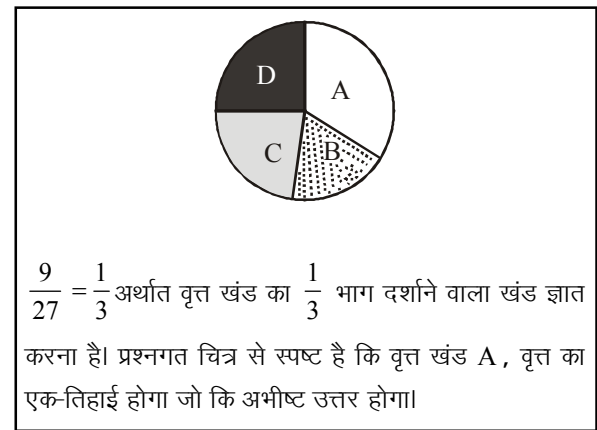 D
A
C
B
9/27 = 1/3 अर्थात वृत्त खंड का 1/3 भाग दर्शाने वाला खंड ज्ञात
करना है। प्रश्नगत चित्र से स्पष्ट है कि वृत्त खंड A, वृत्त का
एक-तिहाई होगा जो कि अभीष्ट उत्तर होगा।